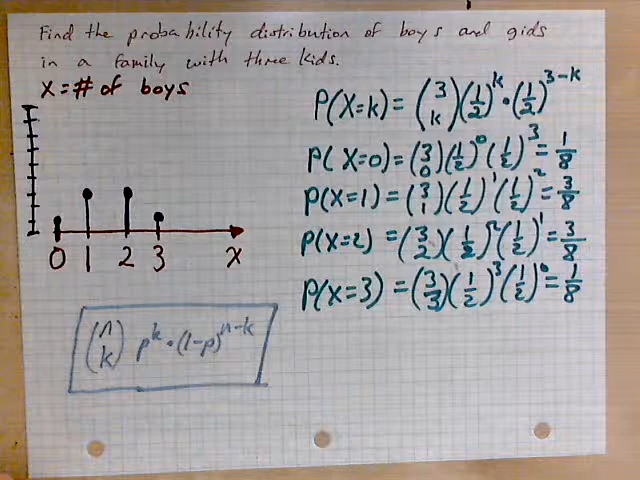 Find the probability distribution of boys and gids
in a family with three kids.
X = # of boys
P(X=k) = (3 k)(1/2)^k · (1/2)^3-k
P(X=0) = (3 0)(1/2)^0 (1/2)^3 = 1/8
P(X=1) = (3 1)(1/2)^1 (1/2)^2 = 3/8
P(X=2) = (3 2)(1/2)^2 (1/2)^1 = 3/8
P(X=3) = (3 3)(1/2)^3 (1/2)^0 = 1/8
0 1 2 3 X
(n k) p^k · (1-p)^n-k